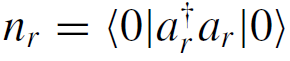 n_r = ⟨0|a_r^† a_r|0⟩